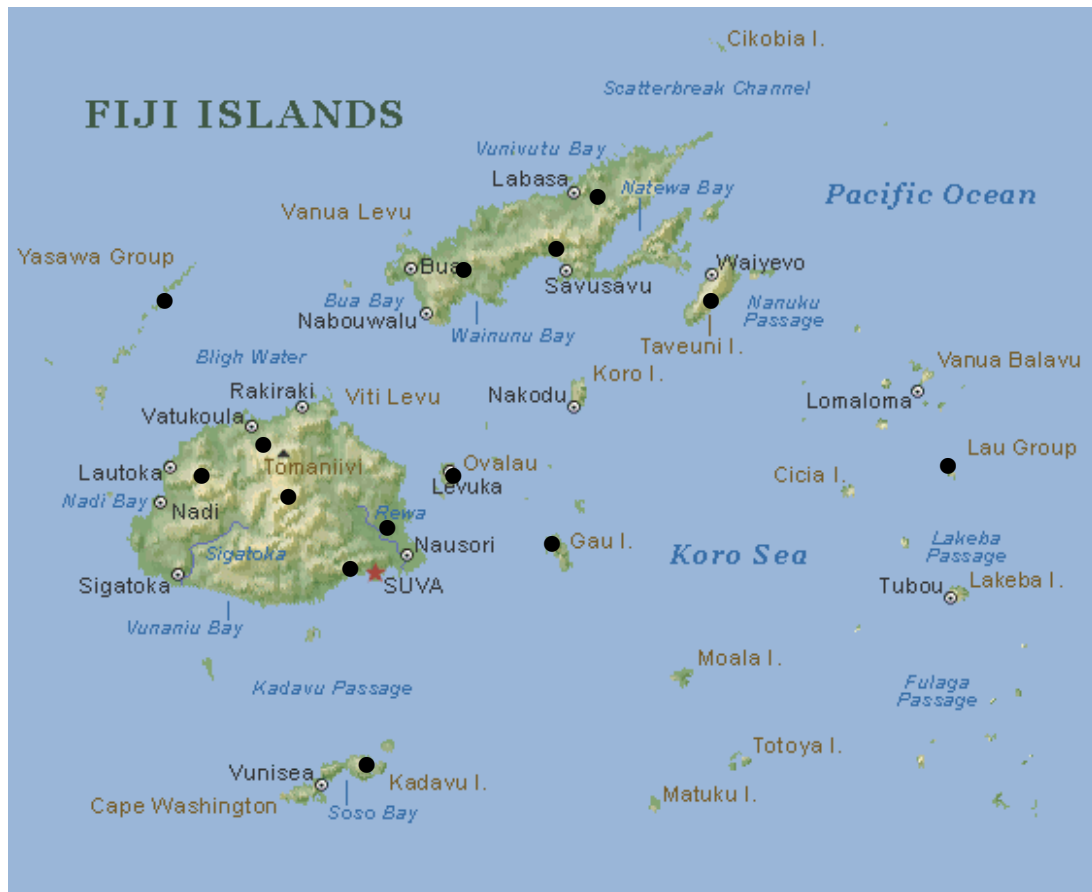 Cikobia I.
Scatterbreak Channel
FIJI ISLANDS
Vunivutu Bay
Labasa
Natewa Bay
Pacific Ocean
Vanua Levu
Yasawa Group
Bua
Waiyevo
Savusavu
Bua Bay
Nabouwalu
Wainunu Bay
Nanuku
Passage
Taveuni I.
Bligh Water
Koro I.
Vanua Balavu
Rakiraki
Viti Levu
Nakodu
Lomaloma
Vatukoula
Lautoka
Tomaniivi
Ovalau
Levuka
Cicia I.
Lau Group
Nadi Bay
Nadi
Rewa
Sigatoka
Nausori
Gau I.
Koro Sea
Lakeba
Passage
Sigatoka
SUVA
Tubou
Lakeba I.
Vunaniu Bay
Moala I.
Kadavu Passage
Fulaga
Passage
Totoya I.
Vunisea
Kadavu I.
Cape Washington
Soso Bay
Matuku I.